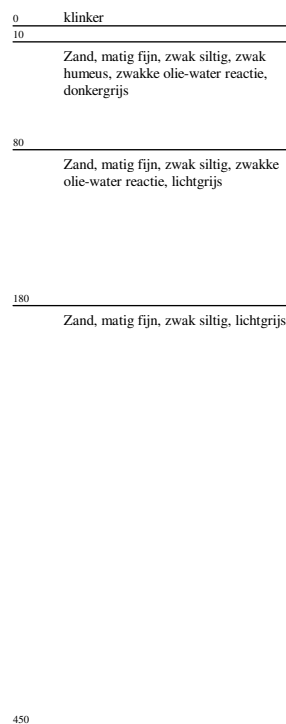 0 klinker
10
Zand, matig fijn, zwak siltig, zwak
humeus, zwakke olie-water reactie,
donkergrijs
80
Zand, matig fijn, zwak siltig, zwakke
olie-water reactie, lichtgrijs
180
Zand, matig fijn, zwak siltig, lichtgrijs
450